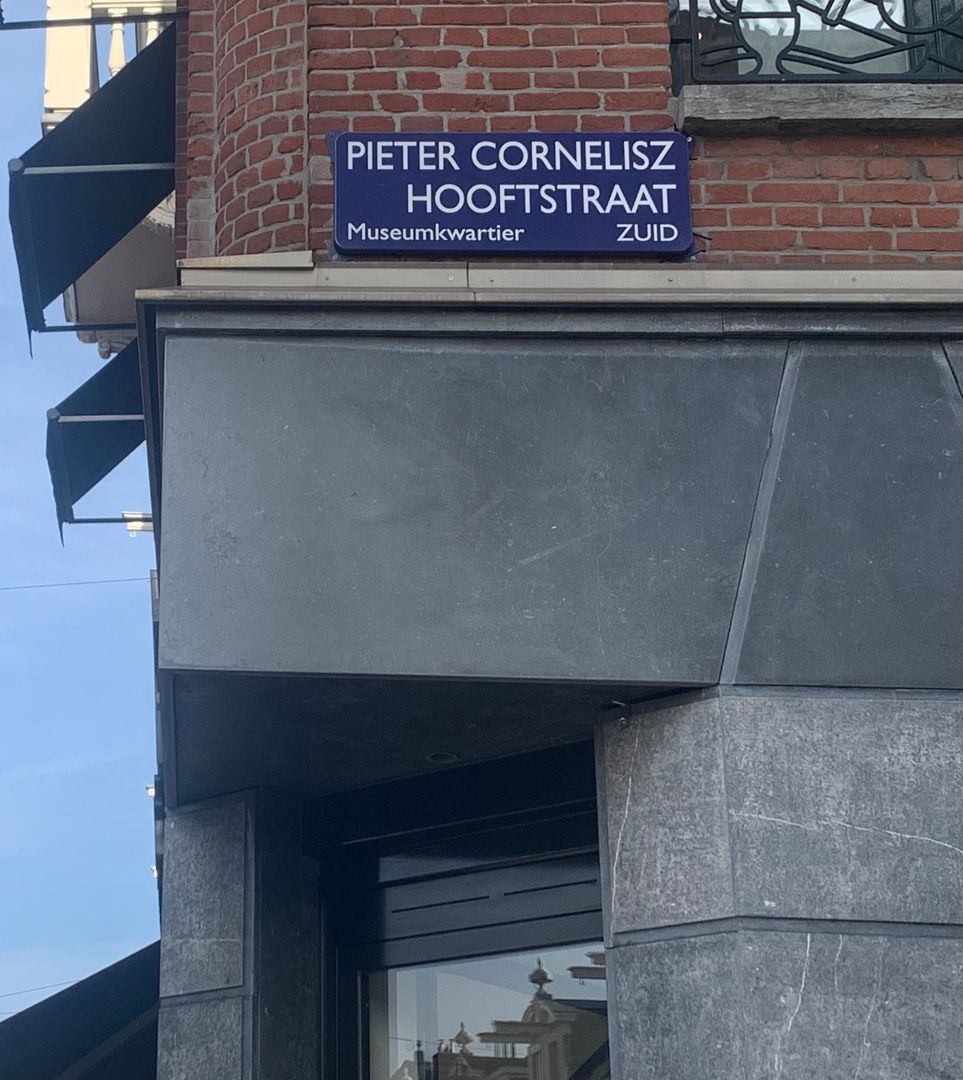 PIETER CORNELISZ
HOOFTSTRAAT
Museumkwartier ZUID